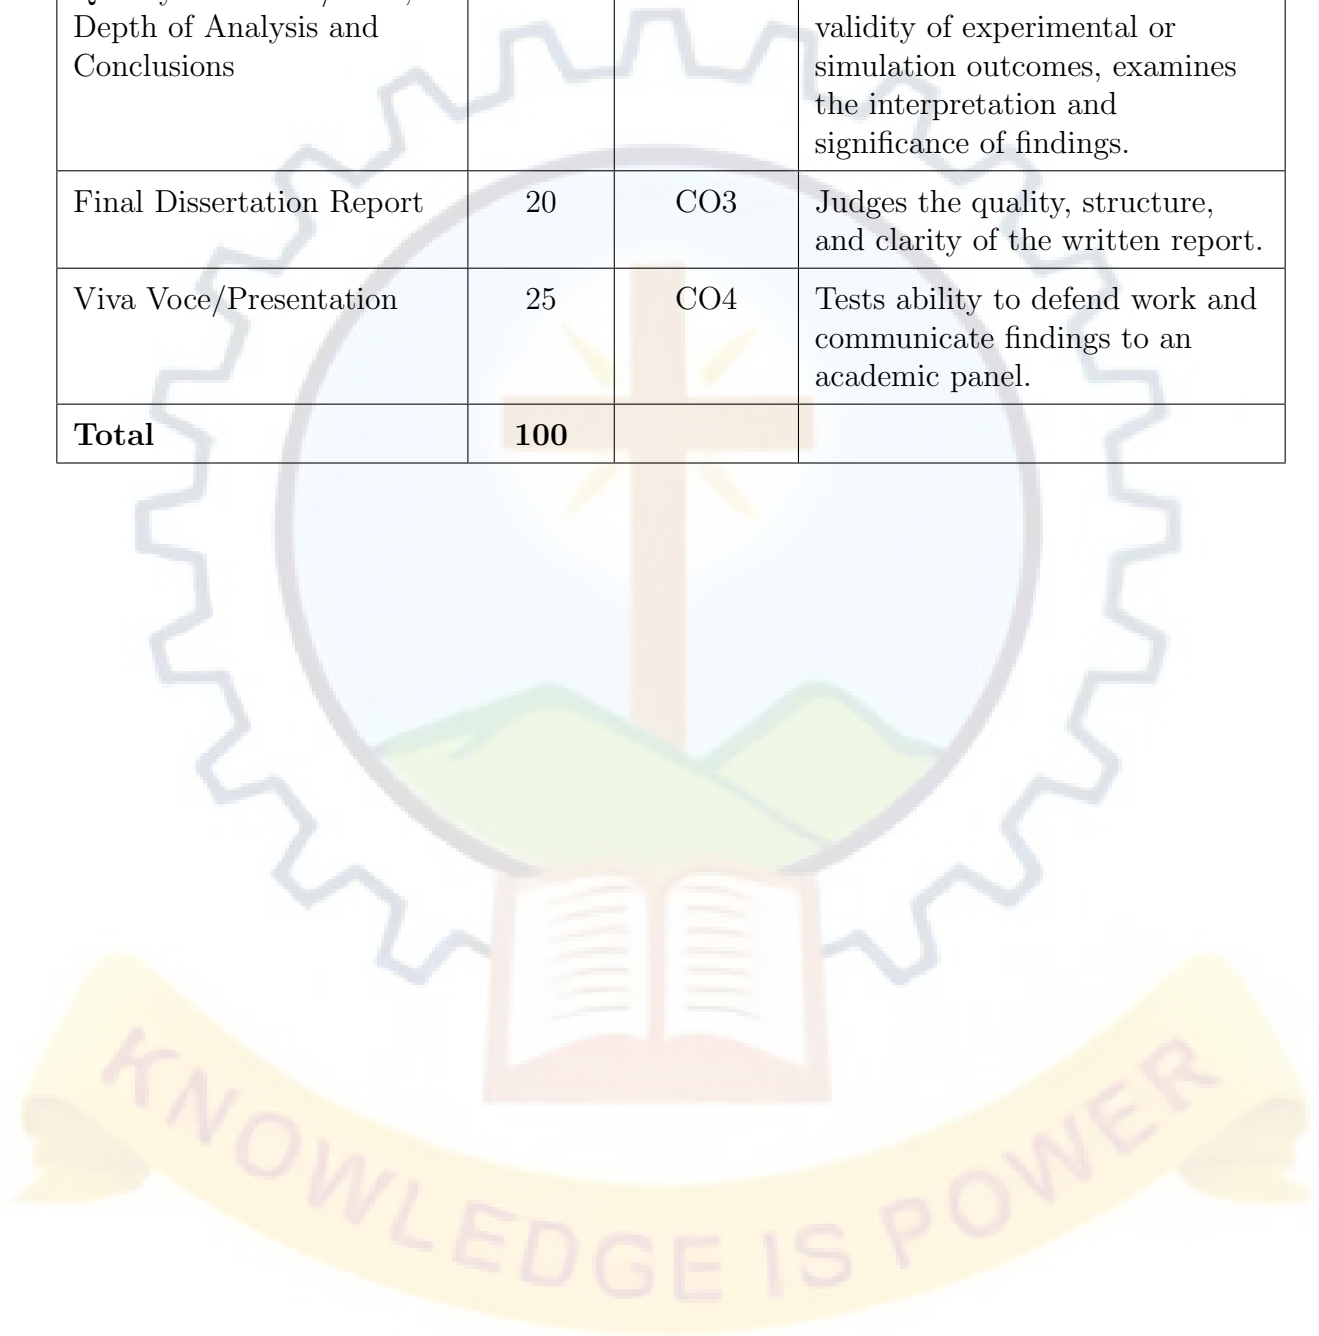 Depth of Analysis and
Conclusions
validity of experimental or
simulation outcomes, examines
the interpretation and
significance of findings.
Final Dissertation Report 20 CO3 Judges the quality, structure,
and clarity of the written report.
Viva Voce/Presentation 25 CO4 Tests ability to defend work and
communicate findings to an
academic panel.
Total 100
KNOWLEDGE IS POWER